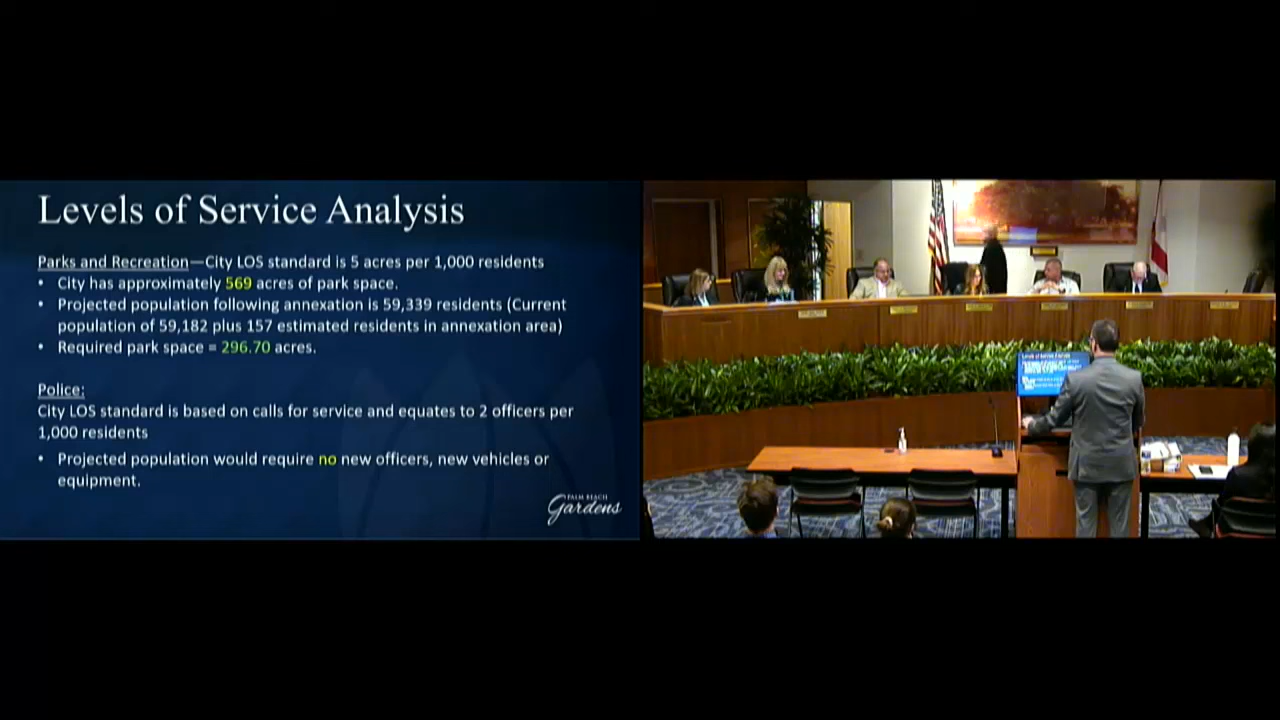 Levels of Service Analysis
Parks and Recreation—City LOS standard is 5 acres per 1,000 residents
• City has approximately 569 acres of park space.
• Projected population following annexation is 59,339 residents (Current
population of 59,182 plus 157 estimated residents in annexation area)
• Required park space = 296.70 acres.
Police:
City LOS standard is based on calls for service and equates to 2 officers per
1,000 residents
• Projected population would require no new officers, new vehicles or
equipment.
PALM BEACH
Gardens